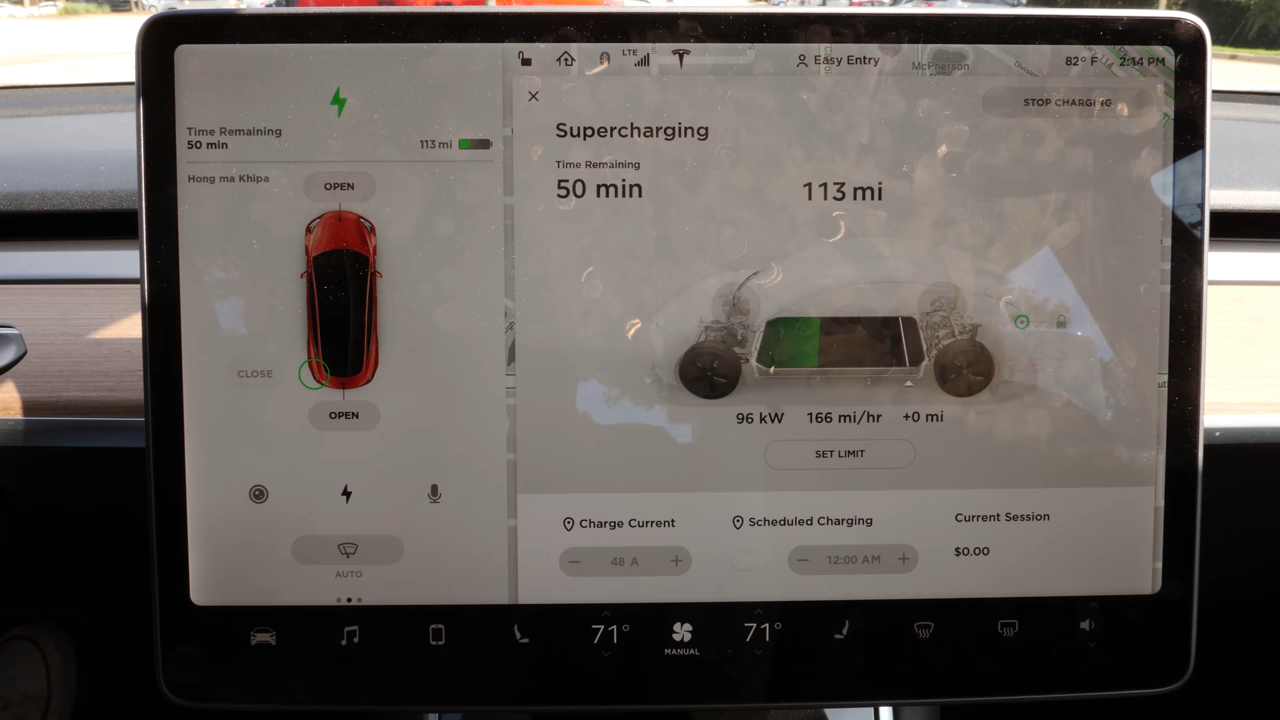 LTE
Easy Entry
McPherson
Division
82° F
2:14 PM
Time Remaining
50 min
113 mi
Hong ma Khipa
OPEN
CLOSE
OPEN
AUTO
STOP CHARGING
Supercharging
Time Remaining
50 min
113 mi
96 kW 166 mi/hr +0 mi
SET LIMIT
Charge Current
Scheduled Charging
Current Session
− 48 A +
− 12:00 AM +
$0.00
71°
MANUAL
71°